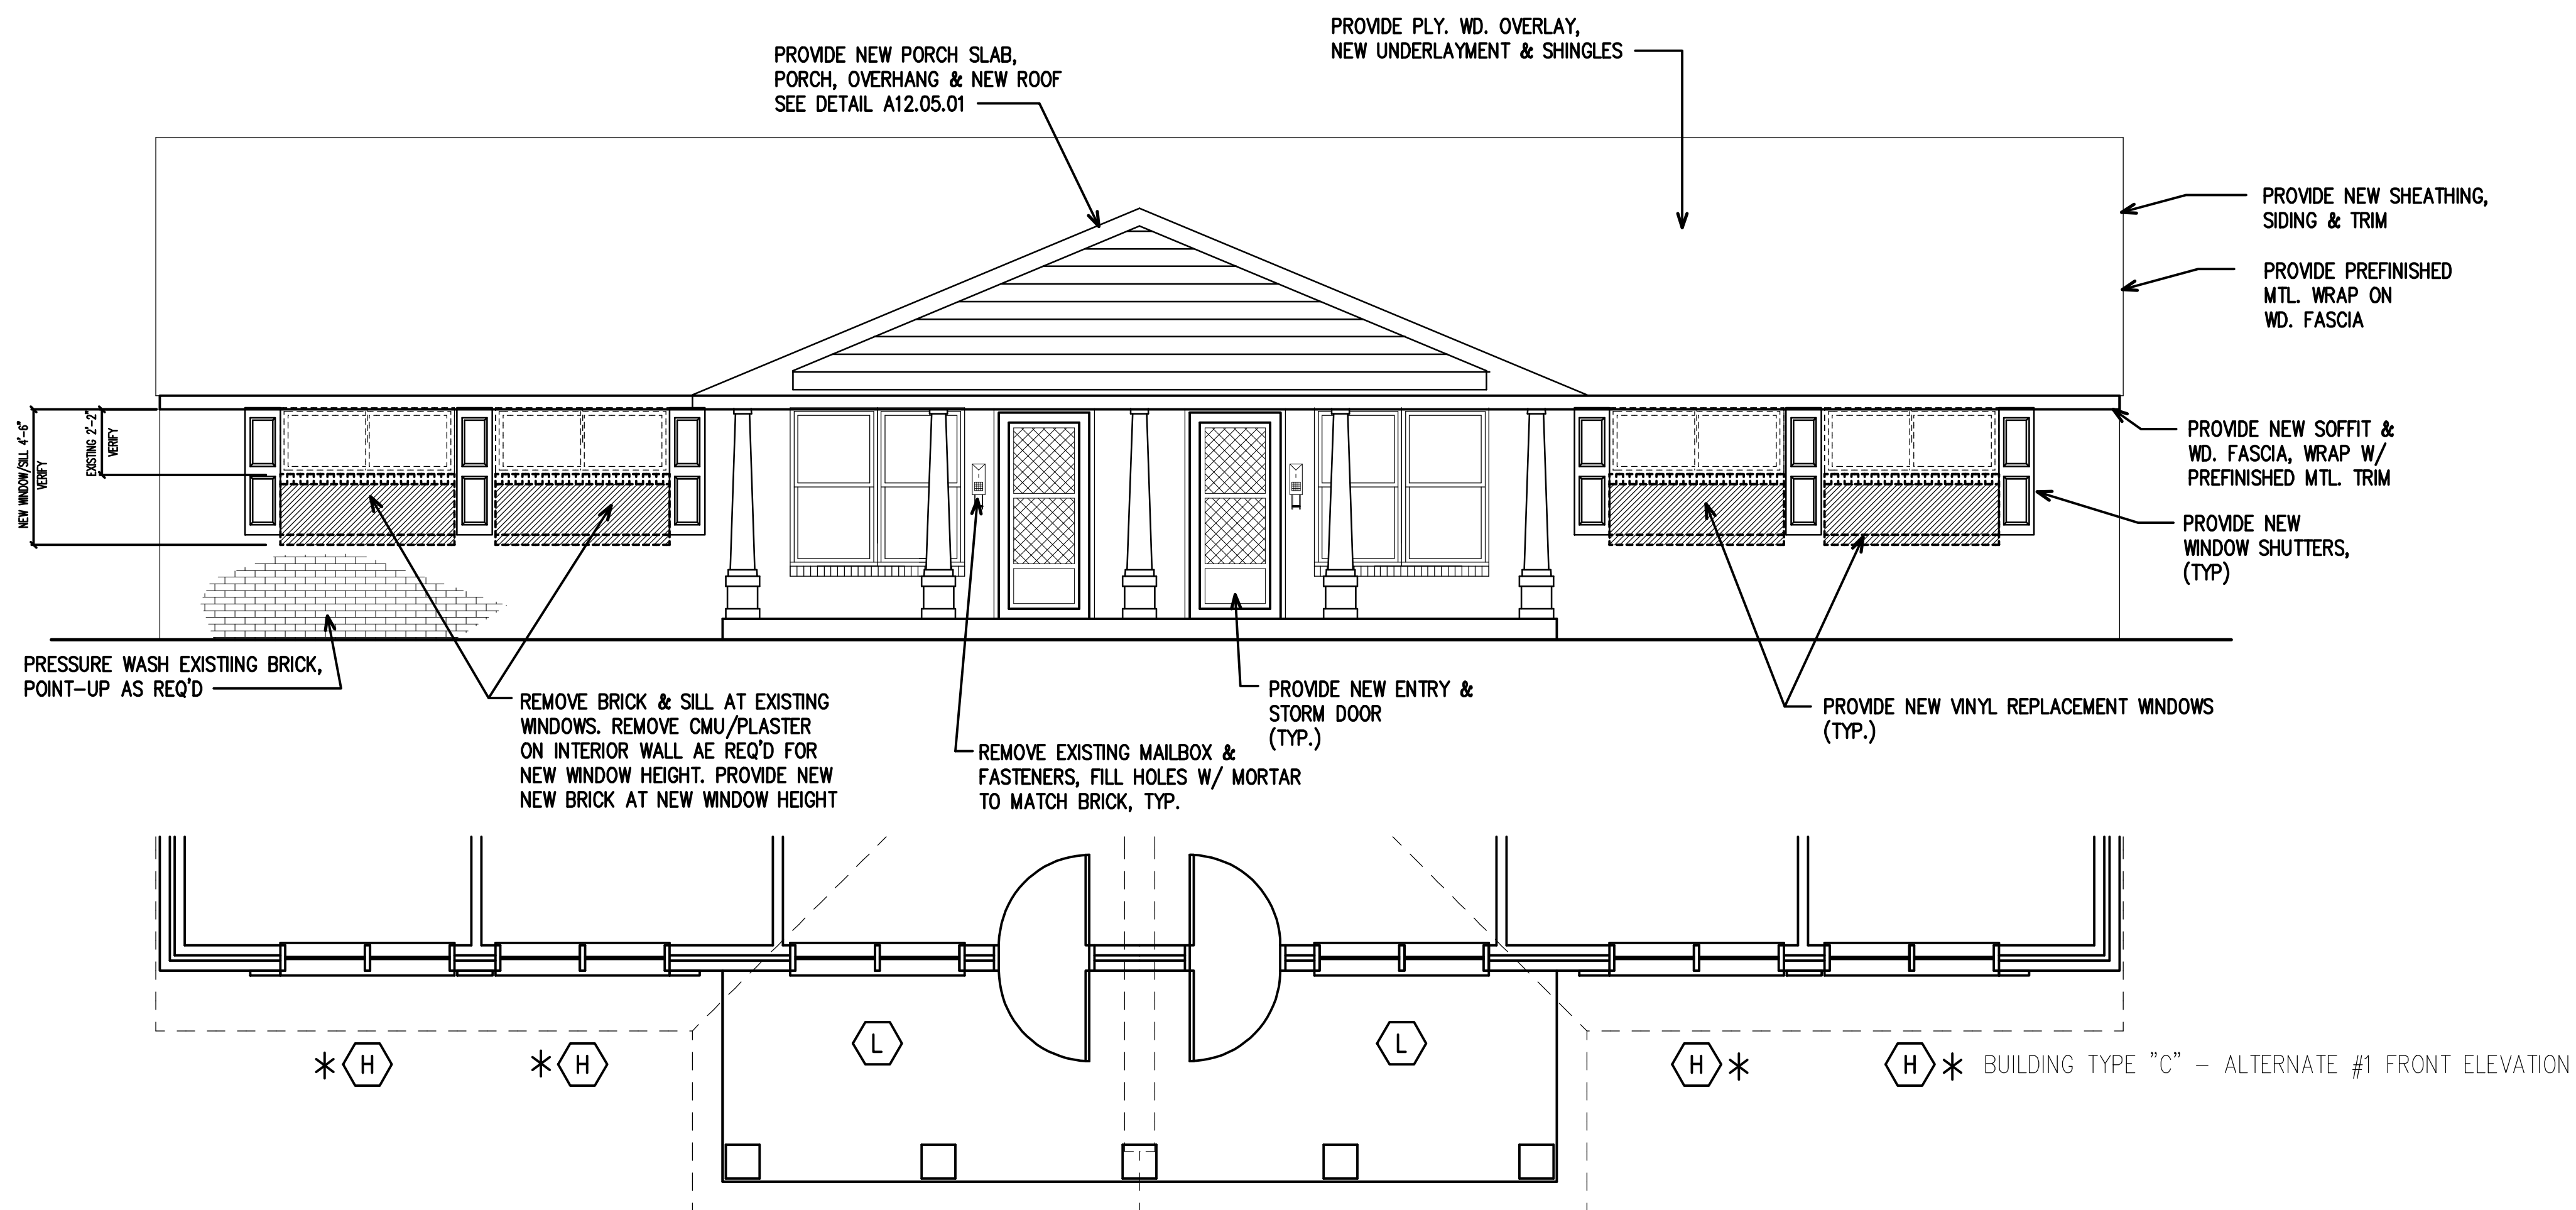 PROVIDE PLY. WD. OVERLAY,
NEW UNDERLAYMENT & SHINGLES
PROVIDE NEW PORCH SLAB,
PORCH, OVERHANG & NEW ROOF
SEE DETAIL A12.05.01
PROVIDE NEW SHEATHING,
SIDING & TRIM
PROVIDE PREFINISHED
MTL. WRAP ON
WD. FASCIA
NEW WINDOW/SILL 4'-6"
VERIFY
EXISTING 2'-2"
VERIFY
PROVIDE NEW SOFFIT &
WD. FASCIA, WRAP W/
PREFINISHED MTL. TRIM
PROVIDE NEW
WINDOW SHUTTERS,
(TYP)
PRESSURE WASH EXISTIING BRICK,
POINT-UP AS REQ'D
REMOVE BRICK & SILL AT EXISTING
WINDOWS. REMOVE CMU/PLASTER
ON INTERIOR WALL AE REQ'D FOR
NEW WINDOW HEIGHT. PROVIDE NEW
NEW BRICK AT NEW WINDOW HEIGHT
REMOVE EXISTING MAILBOX &
FASTENERS, FILL HOLES W/ MORTAR
TO MATCH BRICK, TYP.
PROVIDE NEW ENTRY &
STORM DOOR
(TYP.)
PROVIDE NEW VINYL REPLACEMENT WINDOWS
(TYP.)
L
L
* H
* H
H *
H *
BUILDING TYPE "C" - ALTERNATE #1 FRONT ELEVATION